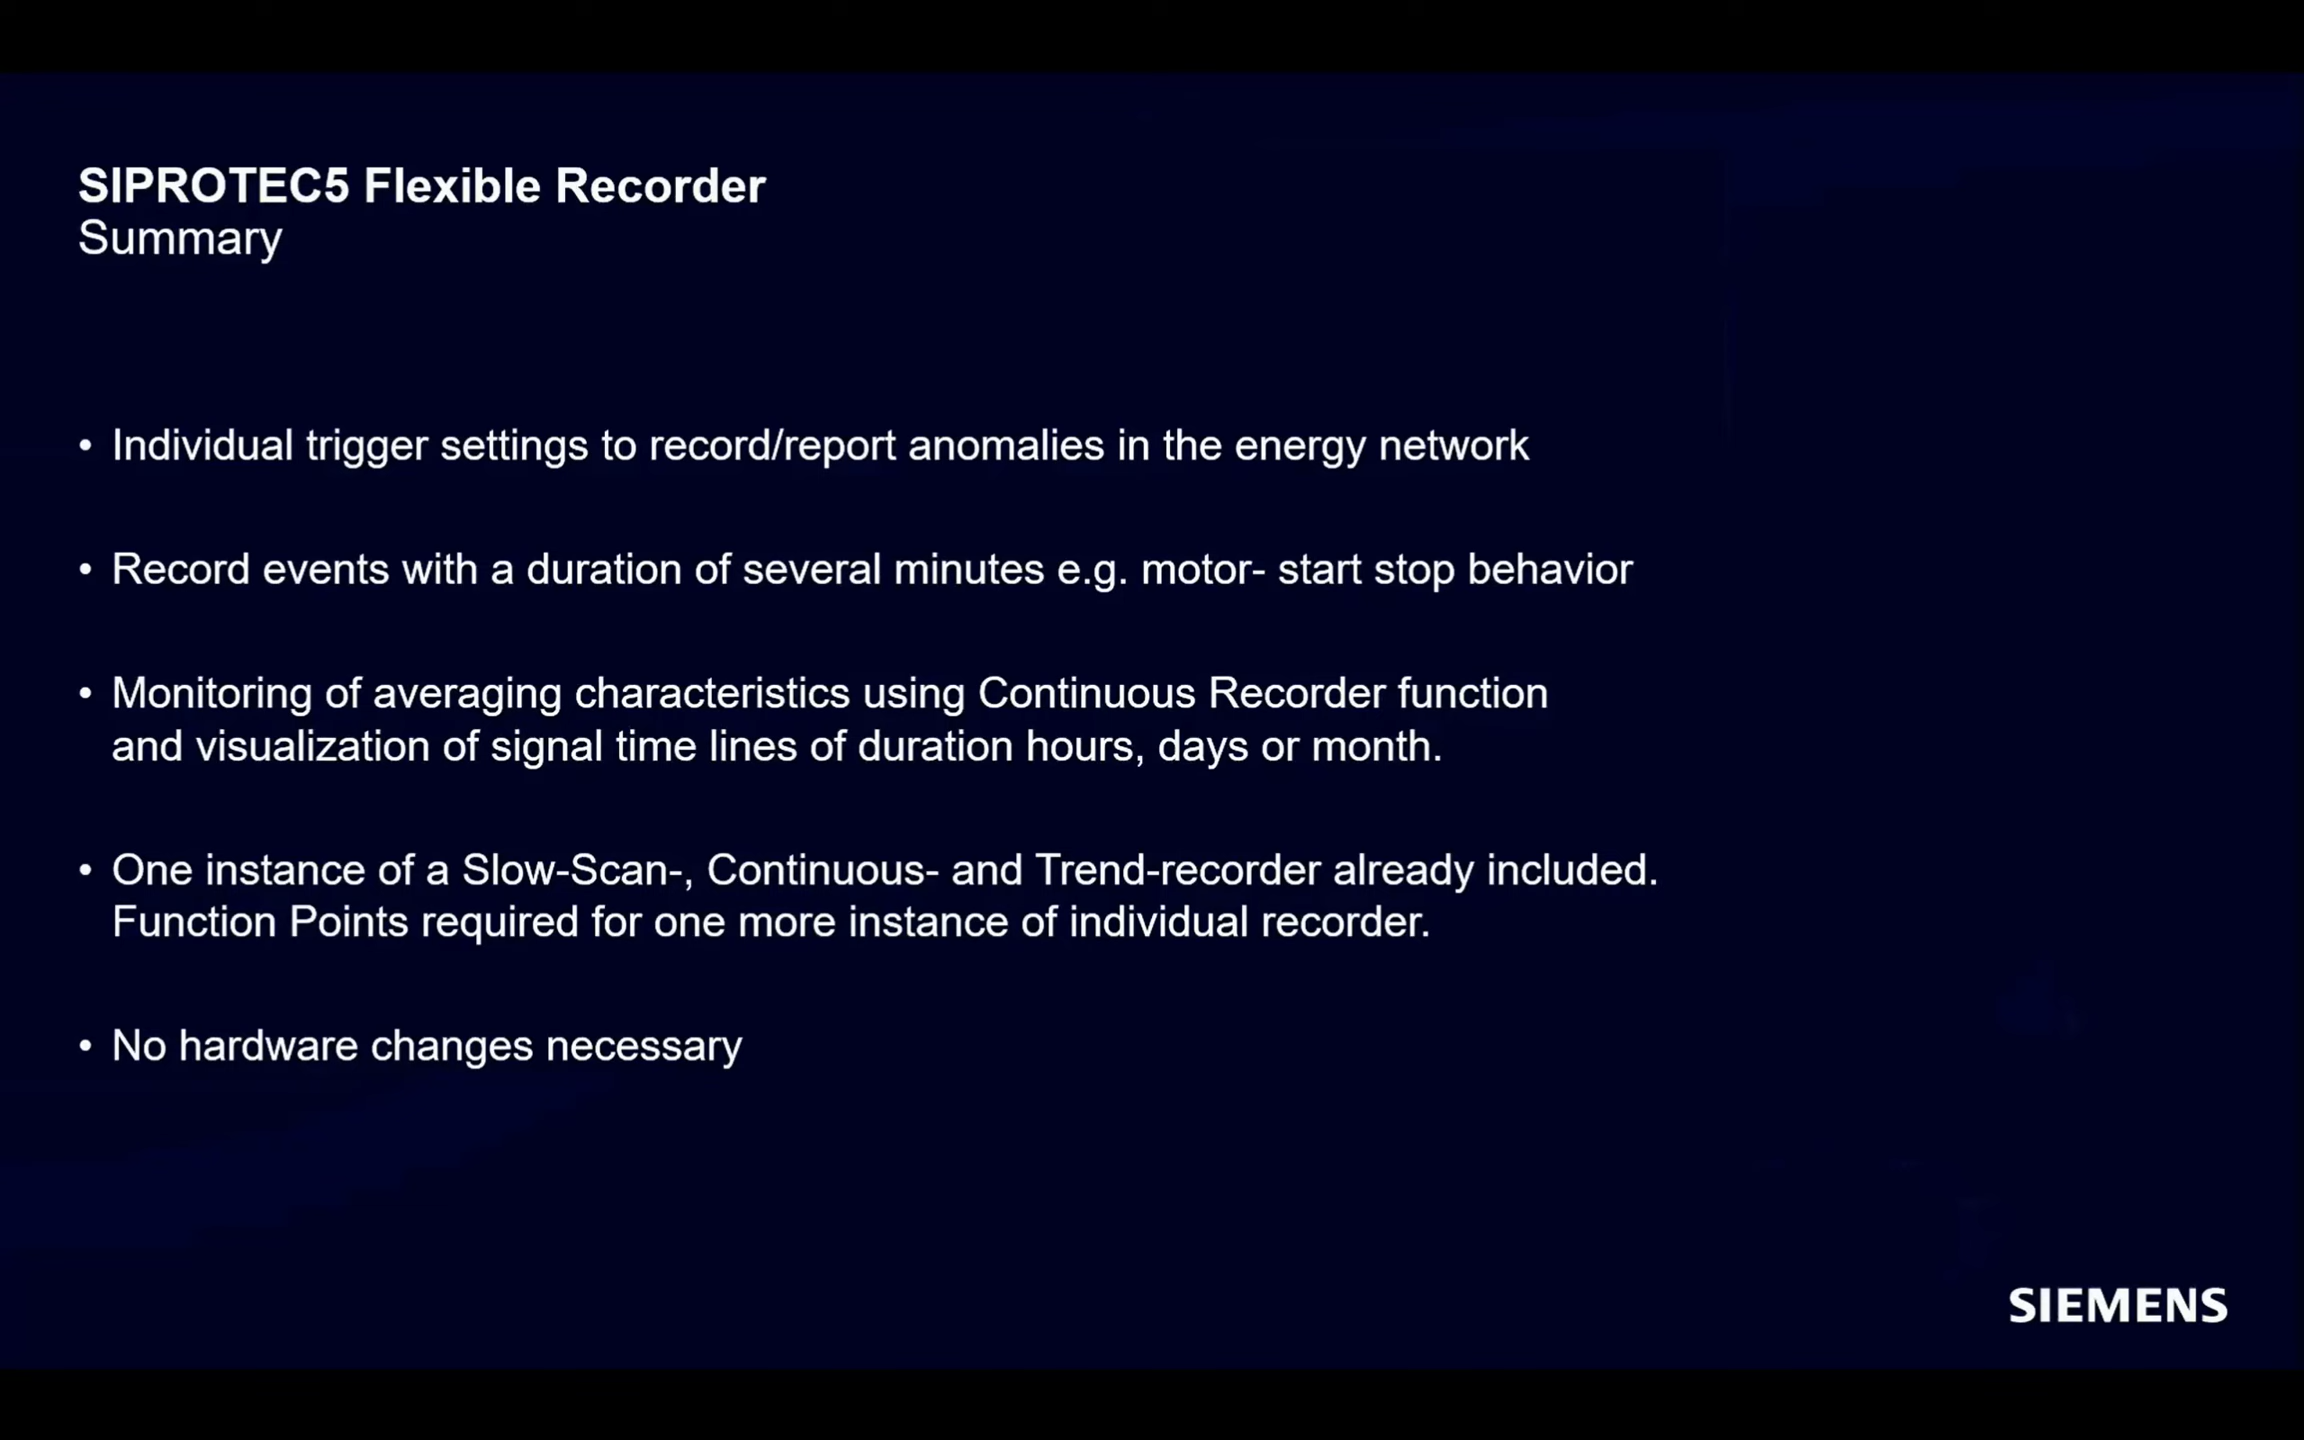 SIPROTEC5 Flexible Recorder
Summary
• Individual trigger settings to record/report anomalies in the energy network
• Record events with a duration of several minutes e.g. motor- start stop behavior
• Monitoring of averaging characteristics using Continuous Recorder function
and visualization of signal time lines of duration hours, days or month.
• One instance of a Slow-Scan-, Continuous- and Trend-recorder already included.
Function Points required for one more instance of individual recorder.
• No hardware changes necessary
SIEMENS